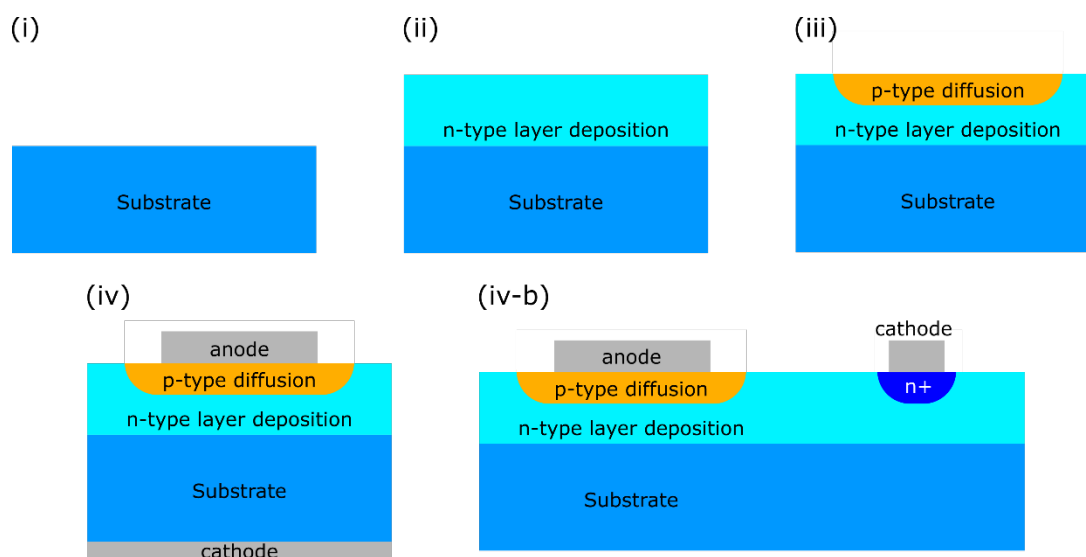 (i)
(ii)
(iii)
Substrate
n-type layer deposition
Substrate
p-type diffusion
n-type layer deposition
Substrate
(iv)
anode
p-type diffusion
n-type layer deposition
Substrate
cathode
(iv-b)
anode
p-type diffusion
n-type layer deposition
Substrate
cathode
n+